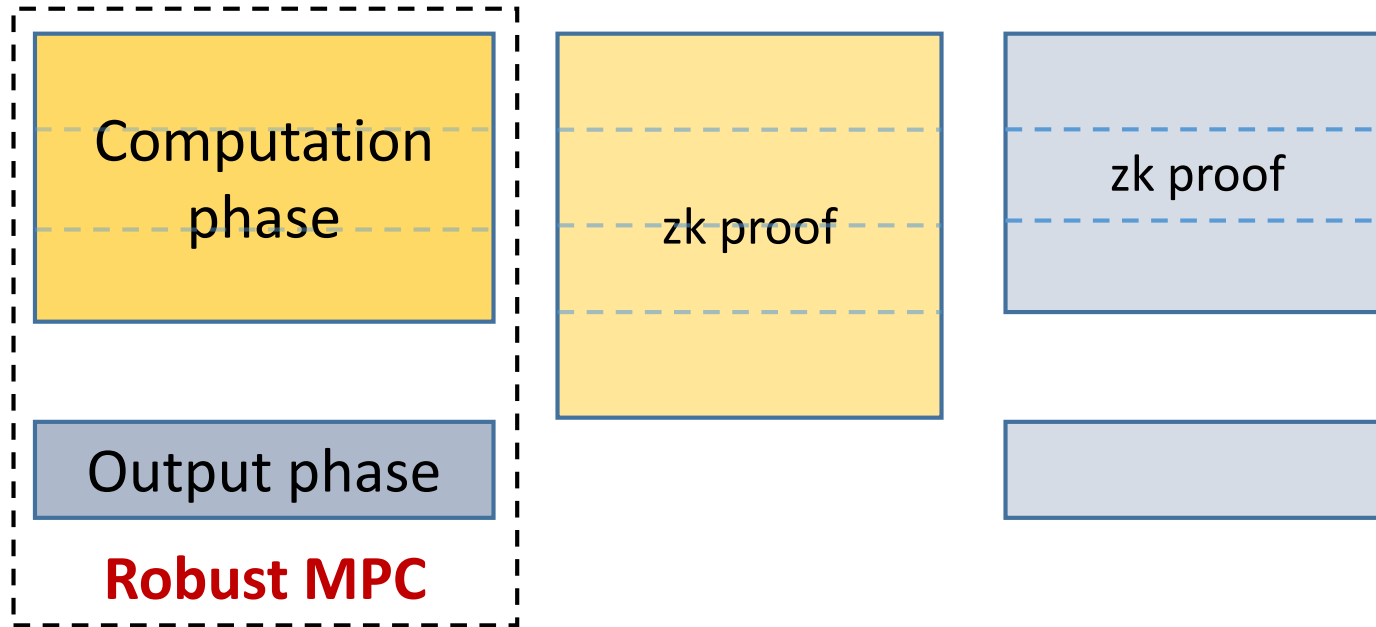 Computation
phase
zk proof
zk proof
Output phase
Robust MPC